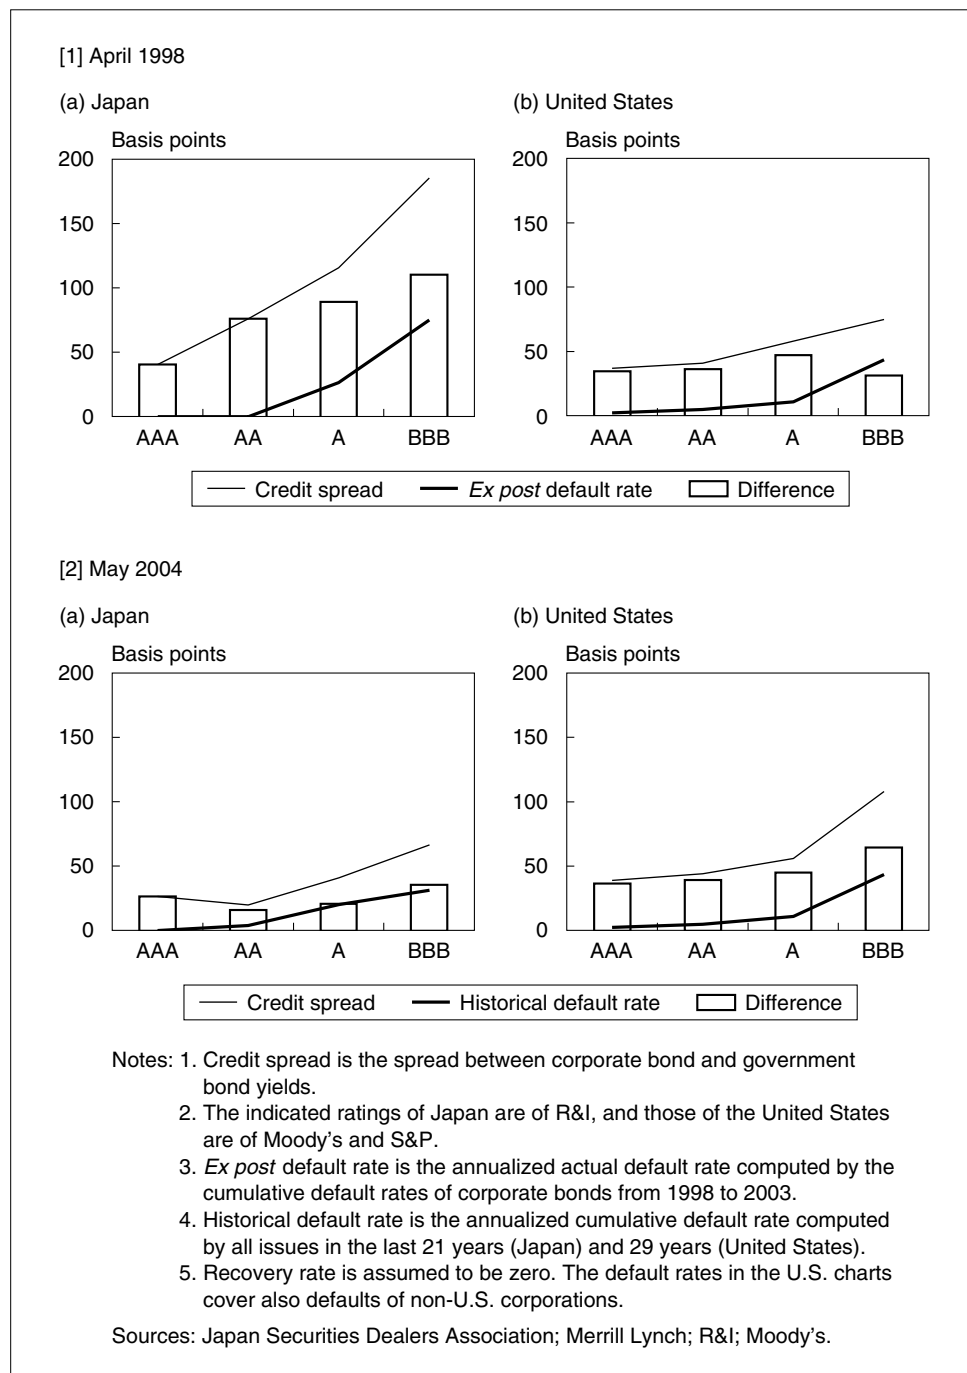 [1] April 1998
(a) Japan
(b) United States
Basis points
Basis points
200
150
100
50
0
AAA AA A BBB
200
150
100
50
0
AAA AA A BBB
Credit spread Ex post default rate Difference
[2] May 2004
(a) Japan
(b) United States
Basis points
Basis points
200
150
100
50
0
AAA AA A BBB
200
150
100
50
0
AAA AA A BBB
Credit spread Historical default rate Difference
Notes: 1. Credit spread is the spread between corporate bond and government
bond yields.
2. The indicated ratings of Japan are of R&I, and those of the United States
are of Moody's and S&P.
3. Ex post default rate is the annualized actual default rate computed by the
cumulative default rates of corporate bonds from 1998 to 2003.
4. Historical default rate is the annualized cumulative default rate computed
by all issues in the last 21 years (Japan) and 29 years (United States).
5. Recovery rate is assumed to be zero. The default rates in the U.S. charts
cover also defaults of non-U.S. corporations.
Sources: Japan Securities Dealers Association; Merrill Lynch; R&I; Moody's.